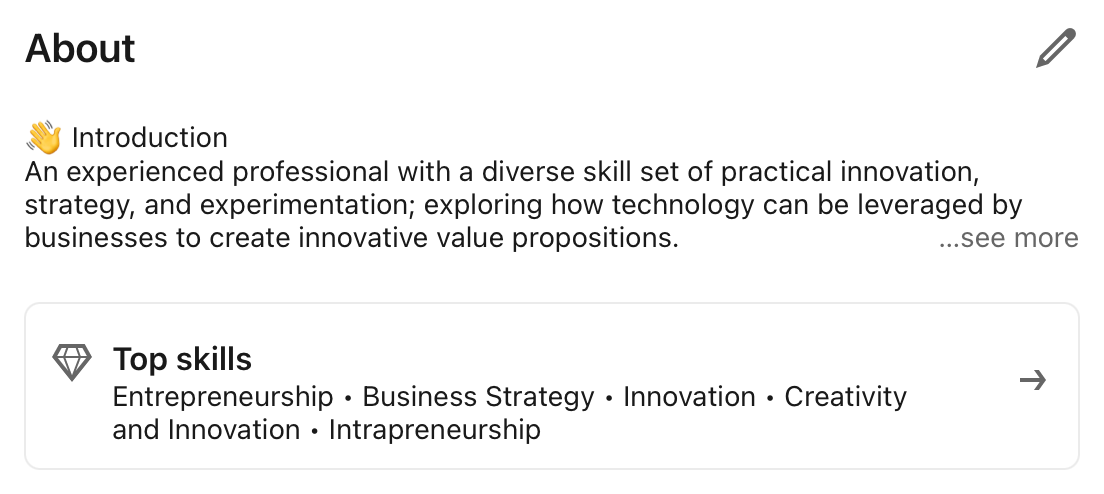 About
👋 Introduction
An experienced professional with a diverse skill set of practical innovation,
strategy, and experimentation; exploring how technology can be leveraged by
businesses to create innovative value propositions. ...see more
Top skills
Entrepreneurship • Business Strategy • Innovation • Creativity
and Innovation • Intrapreneurship